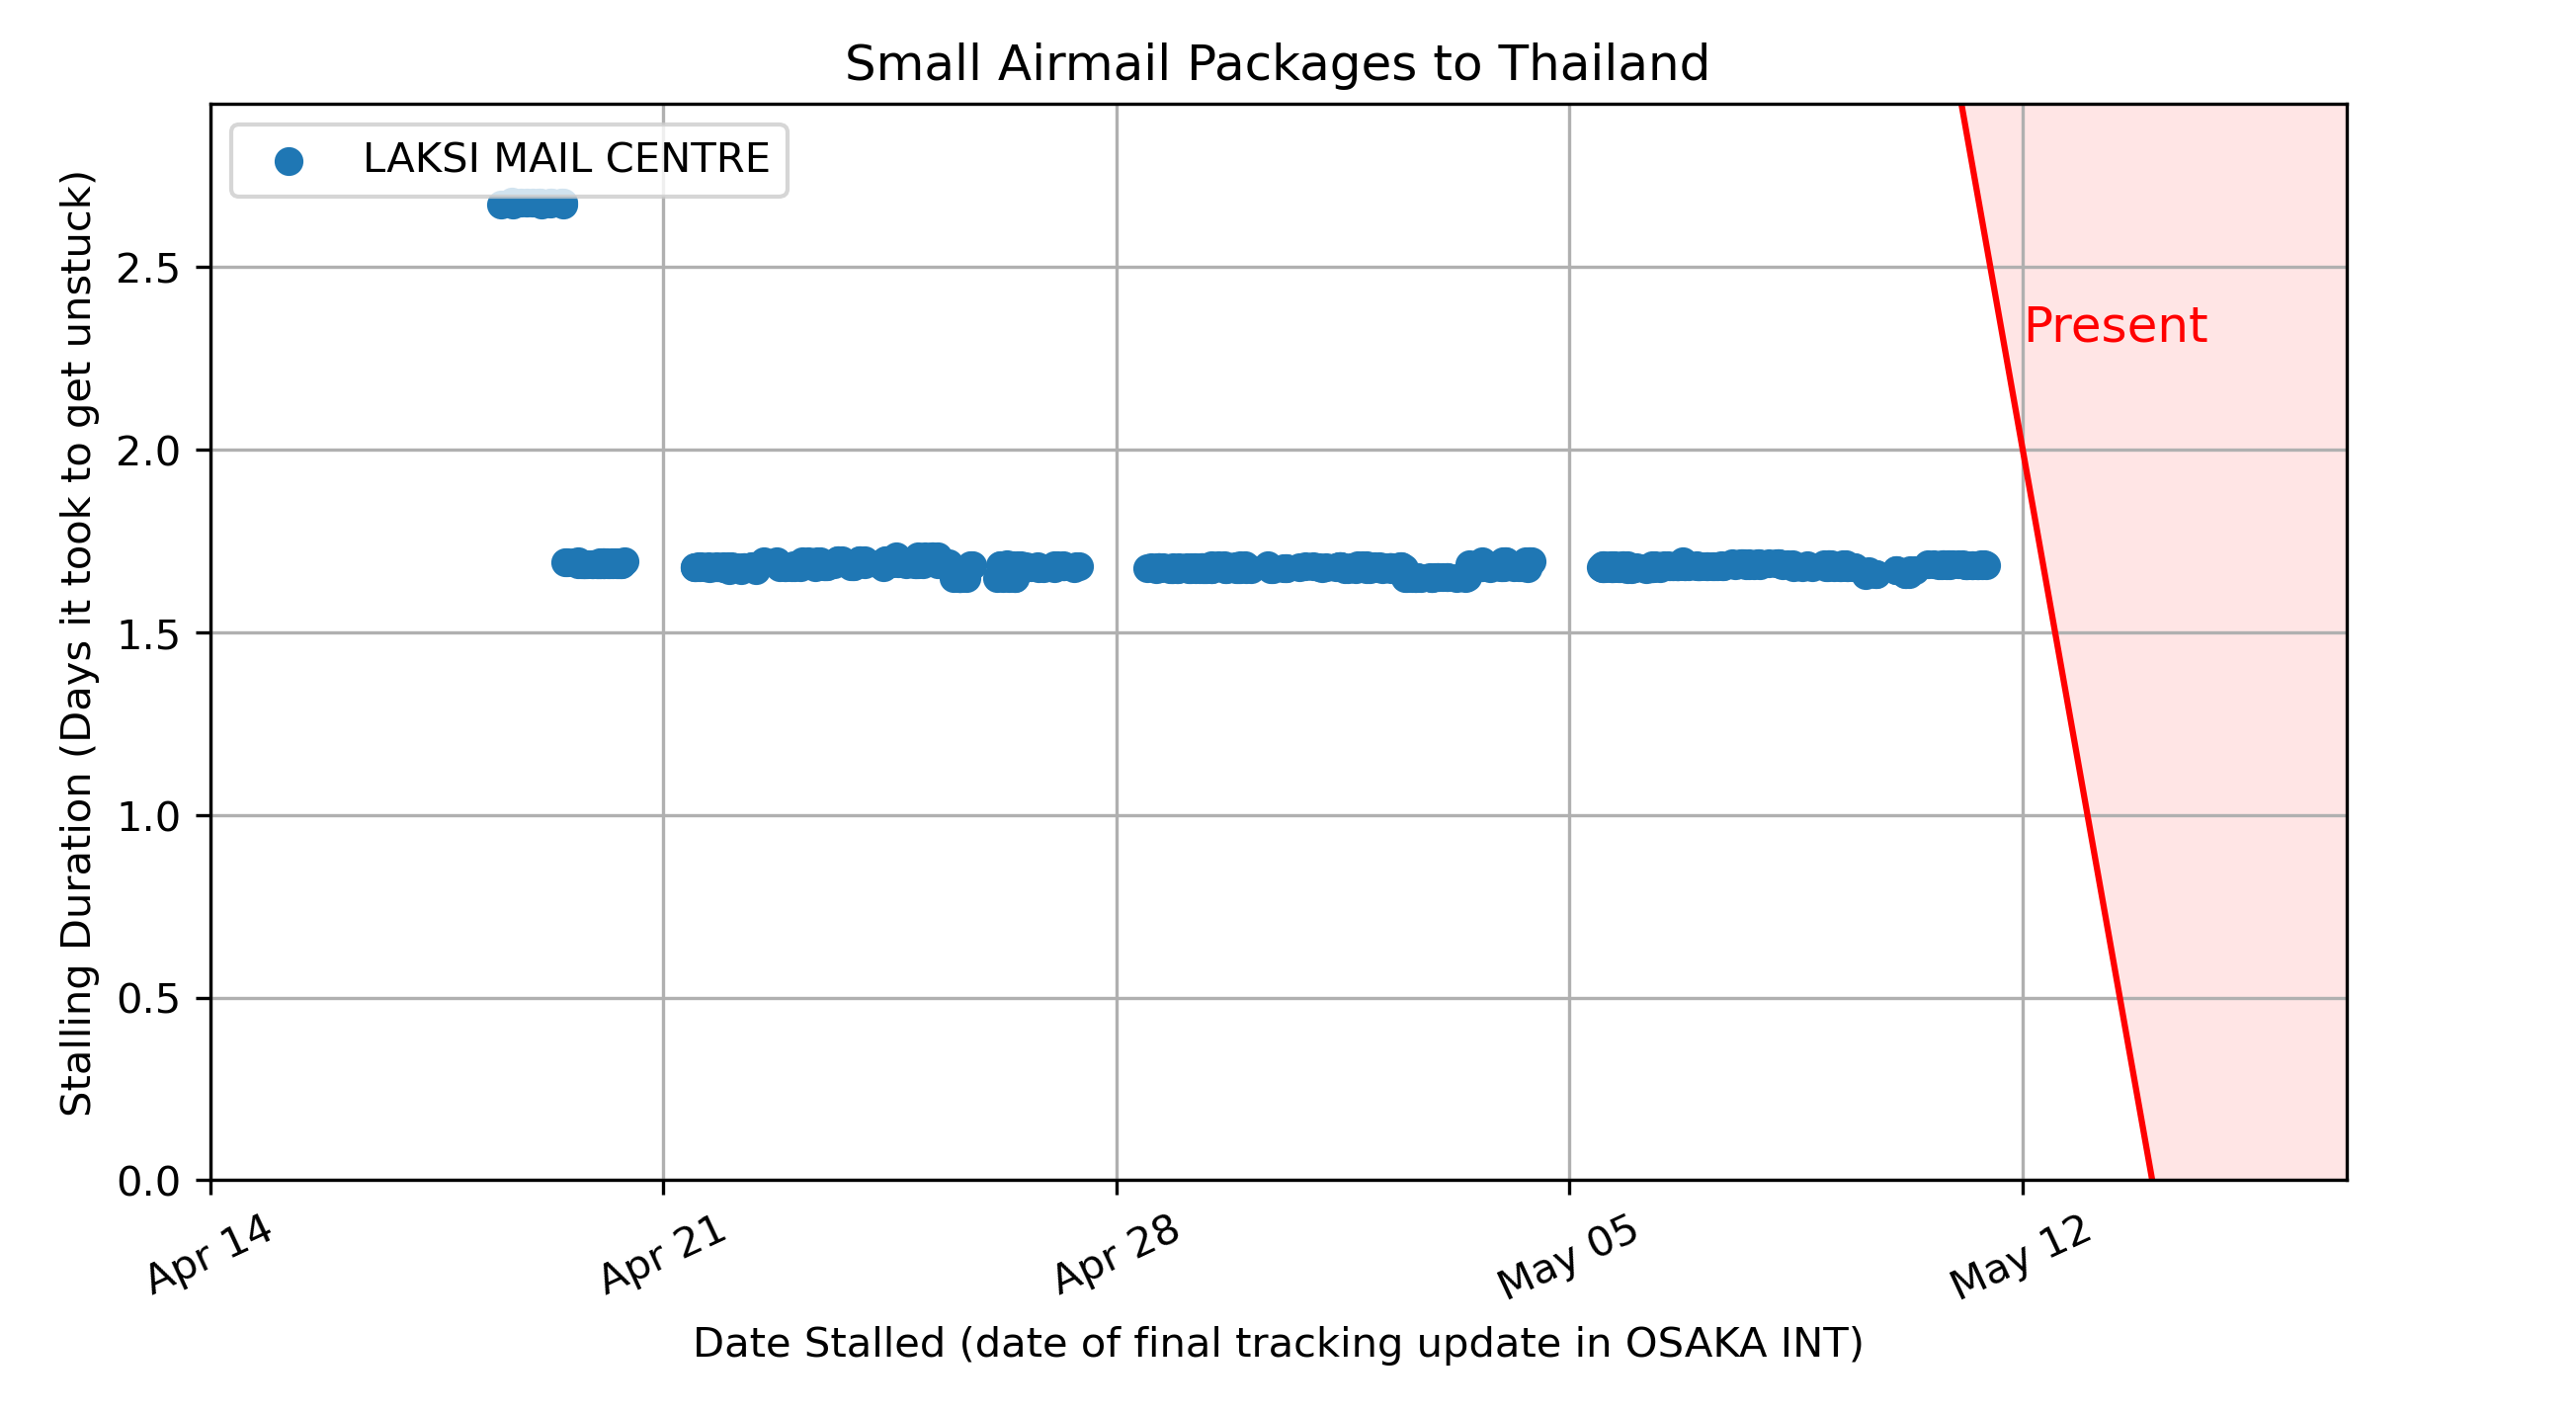 Small Airmail Packages to Thailand
LAKSI MAIL CENTRE
Stalling Duration (Days it took to get unstuck)
2.5
2.0
1.5
1.0
0.5
0.0
Present
Apr 14
Apr 21
Apr 28
May 05
May 12
Date Stalled (date of final tracking update in OSAKA INT)